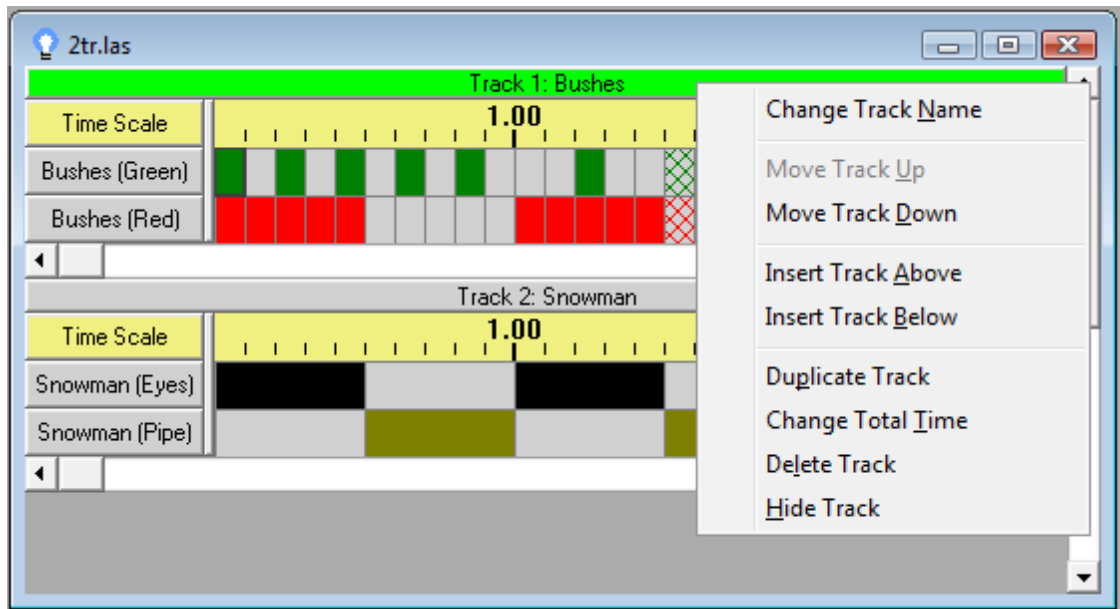 2tr.las
Track 1: Bushes
Time Scale
1.00
Bushes (Green)
Bushes (Red)
Track 2: Snowman
Time Scale
1.00
Snowman (Eyes)
Snowman (Pipe)
Change Track Name
Move Track Up
Move Track Down
Insert Track Above
Insert Track Below
Duplicate Track
Change Total Time
Delete Track
Hide Track